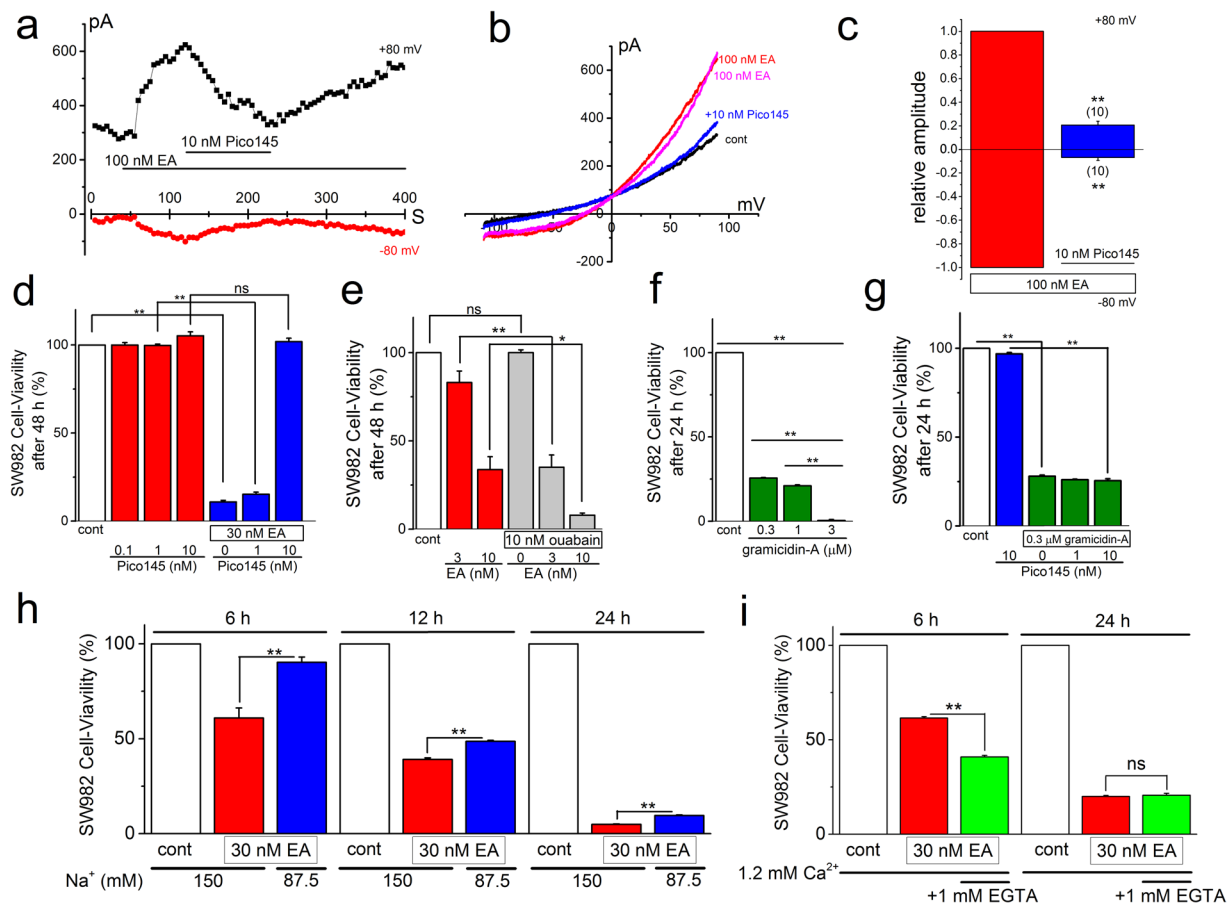 a
pA
600
400
200
0
+80 mV
10 nM Pico145
100 nM EA
0 100 200 300 400
S
0
-80 mV
b
pA
600
400
200
0
-200
100 nM EA
100 nM EA
+10 nM Pico145
cont
mV
-100 -50 0 50 100
c
relative amplitude
1.0
0.8
0.6
0.4
0.2
0.0
0.2
0.4
0.6
0.8
-1.0
+80 mV
**
(10)
(10)
**
10 nM Pico145
100 nM EA
-80 mV
d
SW982 Cell-Viavility
after 48 h (%)
100
50
0
ns
**
**
cont
30 nM EA
0.1 1 10 0 1 10
Pico145 (nM) Pico145 (nM)
e
SW982 Cell-Viability
after 48 h (%)
100
50
0
ns
**
*
cont
10 nM ouabain
3 10 0 3 10
EA (nM) EA (nM)
f
SW982 Cell-Viability
after 24 h (%)
100
50
0
**
**
**
cont
0.3 1 3
gramicidin-A (μM)
g
SW982 Cell-Viability
after 24 h (%)
100
50
0
** **
cont
0.3 μM gramicidin-A
10 0 1 10
Pico145 (nM)
h
SW982 Cell-Viavility (%)
100
50
0
6 h 12 h 24 h
** ** **
cont 30 nM EA cont 30 nM EA cont 30 nM EA
Na⁺ (mM) 150 87.5 150 87.5 150 87.5
i
SW982 Cell-Viability (%)
100
50
0
6 h 24 h
** ns
cont 30 nM EA cont 30 nM EA
1.2 mM Ca²⁺
+1 mM EGTA +1 mM EGTA